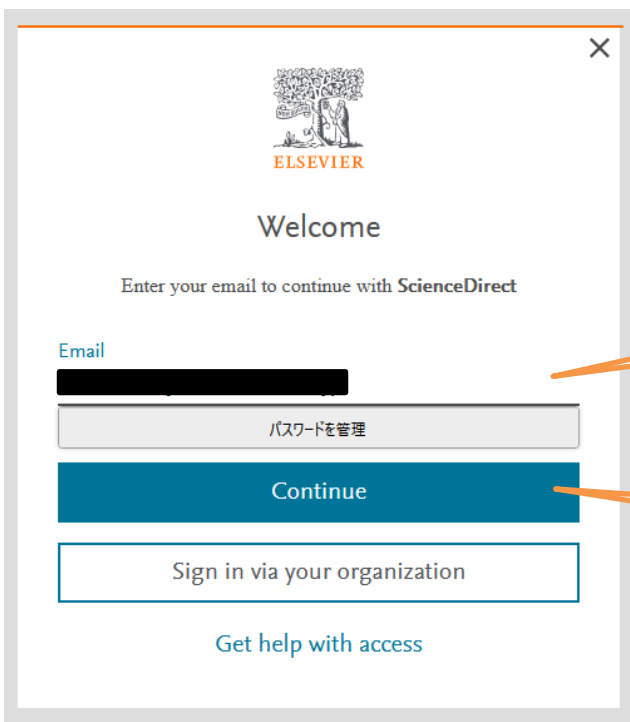 ELSEVIER
Welcome
Enter your email to continue with ScienceDirect
Email
パスワードを管理
Continue
Sign in via your organization
Get help with access